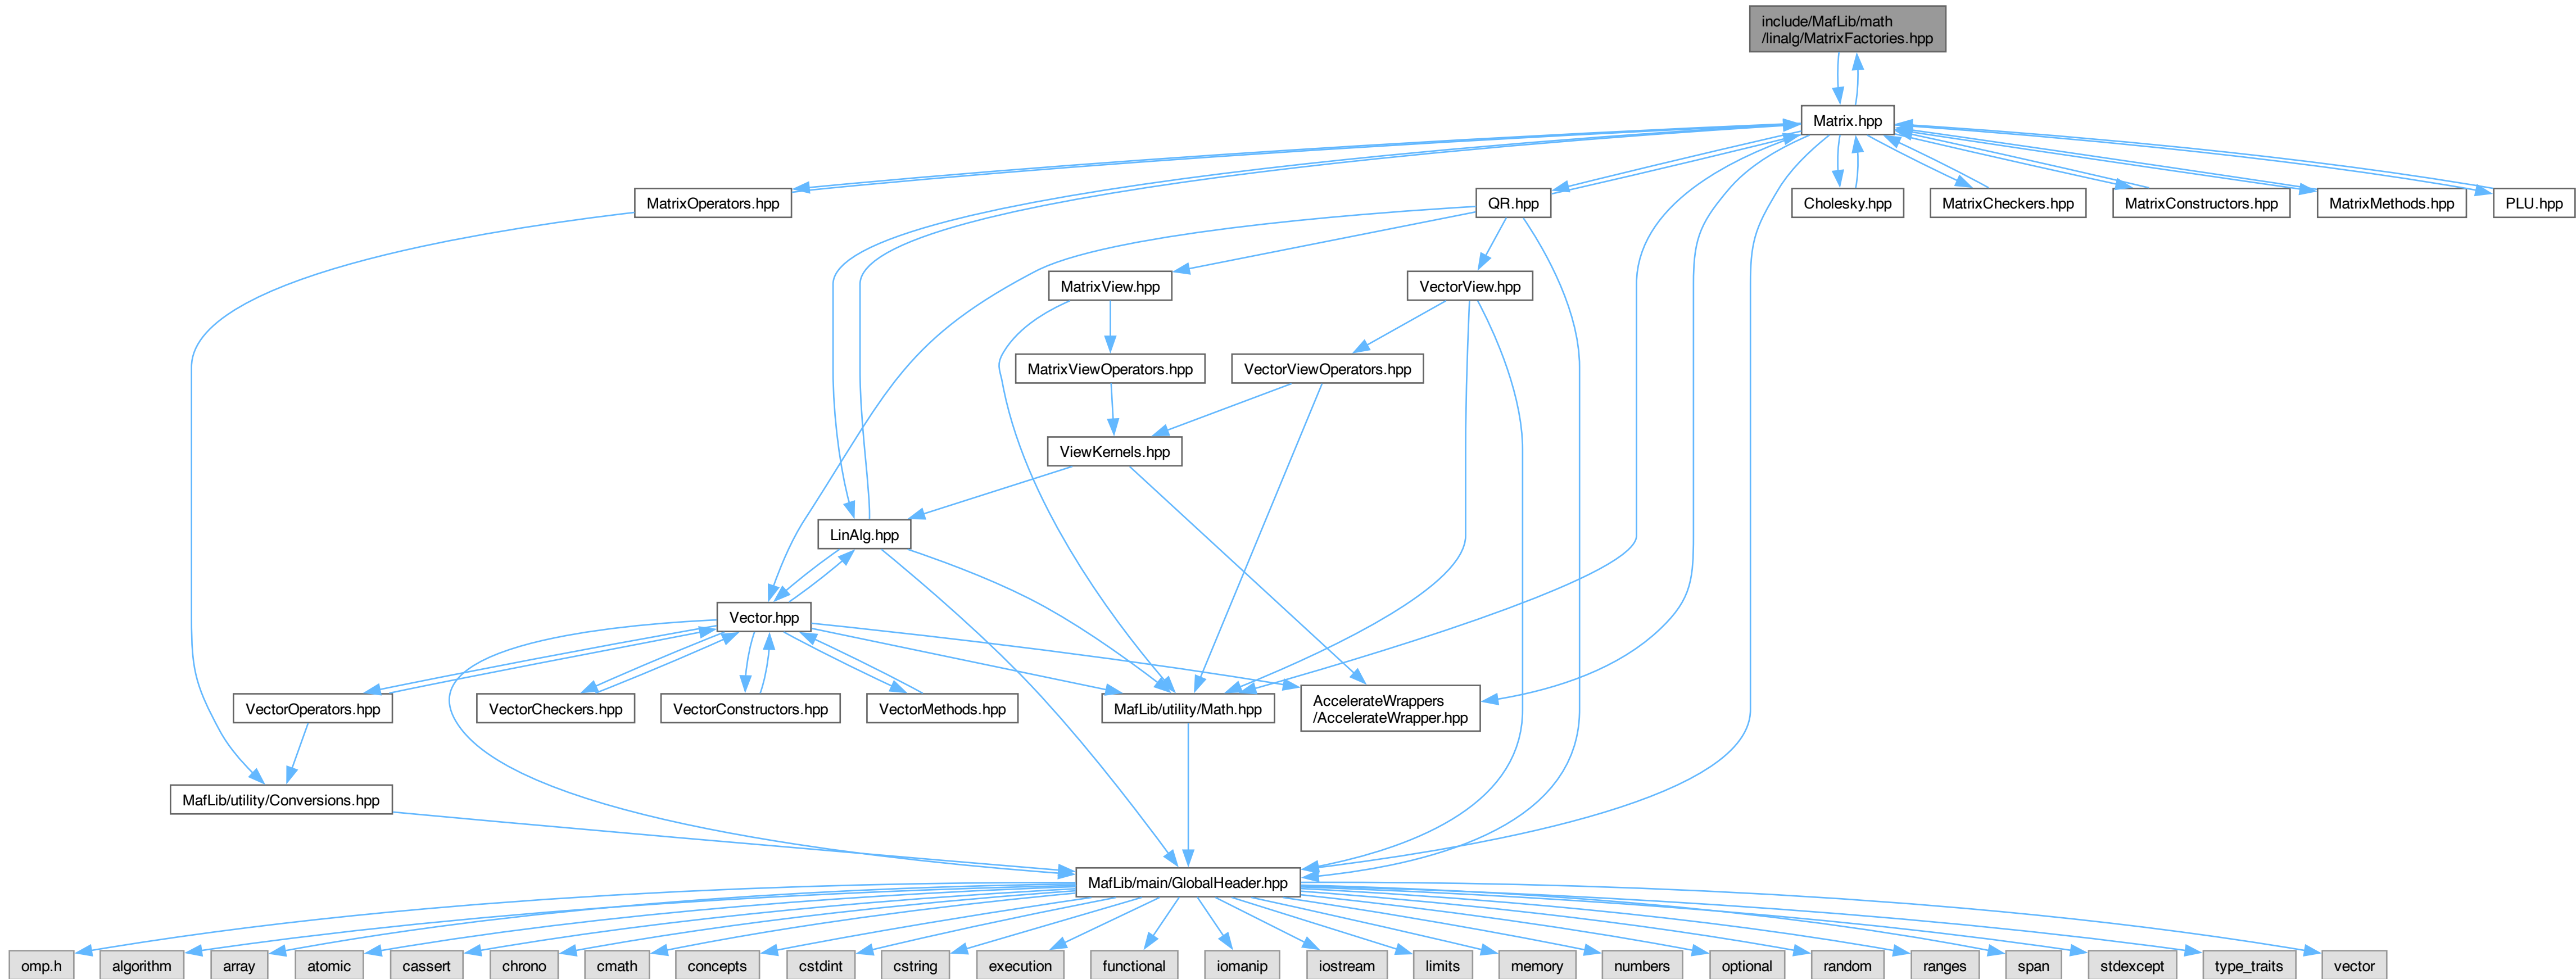 include/MafLib/math
/linalg/MatrixFactories.hpp
Matrix.hpp
MatrixOperators.hpp
QR.hpp
Cholesky.hpp
MatrixCheckers.hpp
MatrixConstructors.hpp
MatrixMethods.hpp
PLU.hpp
MatrixView.hpp
VectorView.hpp
MatrixViewOperators.hpp
VectorViewOperators.hpp
ViewKernels.hpp
LinAlg.hpp
Vector.hpp
VectorOperators.hpp
VectorCheckers.hpp
VectorConstructors.hpp
VectorMethods.hpp
MafLib/utility/Math.hpp
AccelerateWrappers
/AccelerateWrapper.hpp
MafLib/utility/Conversions.hpp
MafLib/main/GlobalHeader.hpp
omp.h
algorithm
array
atomic
cassert
chrono
cmath
concepts
cstdint
cstring
execution
functional
iomanip
iostream
limits
memory
numbers
optional
random
ranges
span
stdexcept
type_traits
vector